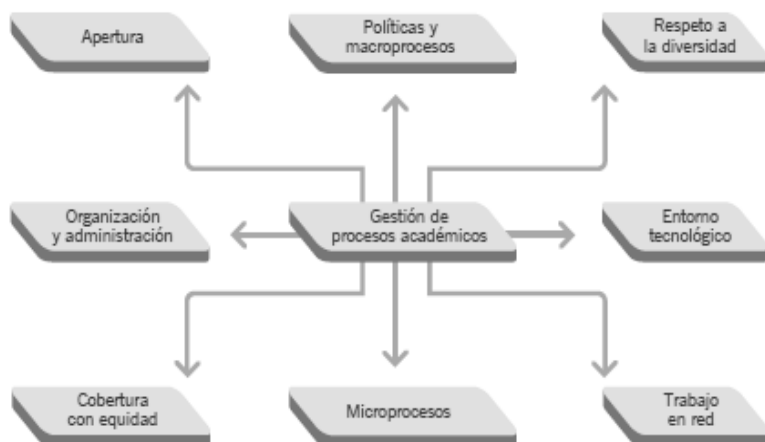 Apertura
Políticas y
macroprocesos
Respeto a
la diversidad
Organización
y administración
Gestión de
procesos académicos
Entorno
tecnológico
Cobertura
con equidad
Microprocesos
Trabajo
en red